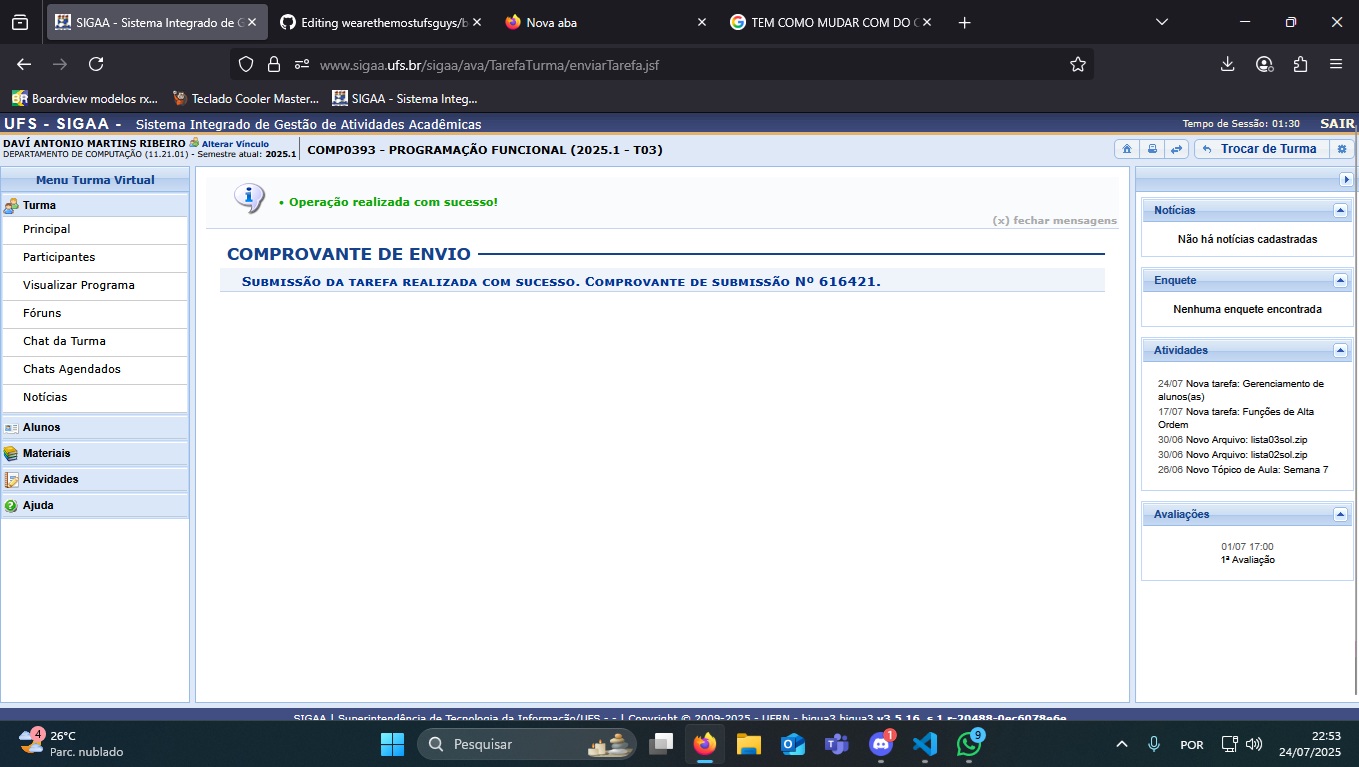 SIGAA - Sistema Integrado de G
Editing wearethemostufsguys/b
Nova aba
TEM COMO MUDAR COM DO C
www.sigaa.ufs.br/sigaa/ava/TarefaTurma/enviarTarefa.jsf
Boardview modelos rx...
Teclado Cooler Master...
SIGAA - Sistema Integ...
UFS - SIGAA - Sistema Integrado de Gestão de Atividades Acadêmicas
Tempo de Sessão: 01:30 SAIR
DAVÍ ANTONIO MARTINS RIBEIRO Alterar Vínculo
DEPARTAMENTO DE COMPUTAÇÃO (11.21.01) - Semestre atual: 2025.1
COMP0393 - PROGRAMAÇÃO FUNCIONAL (2025.1 - T03)
Trocar de Turma
Menu Turma Virtual
Turma
Principal
Participantes
Visualizar Programa
Fóruns
Chat da Turma
Chats Agendados
Notícias
Alunos
Materiais
Atividades
Ajuda
• Operação realizada com sucesso!
(x) fechar mensagens
COMPROVANTE DE ENVIO
Submissão da tarefa realizada com sucesso. Comprovante de submissão Nº 616421.
Notícias
Não há notícias cadastradas
Enquete
Nenhuma enquete encontrada
Atividades
24/07 Nova tarefa: Gerenciamento de
alunos(as)
17/07 Nova tarefa: Funções de Alta
Ordem
30/06 Novo Arquivo: lista03sol.zip
30/06 Novo Arquivo: lista02sol.zip
26/06 Novo Tópico de Aula: Semana 7
Avaliações
01/07 17:00
1ª Avaliação
SIGAA | Superintendência de Tecnologia da Informação/UFS - - | Copyright © 2009-2025 - UFRN - bigua3.bigua3 v3.5.16_s.1.r-20488-0ec6078e6e
4
26°C
Parc. nublado
Pesquisar
1
9
POR
22:53
24/07/2025